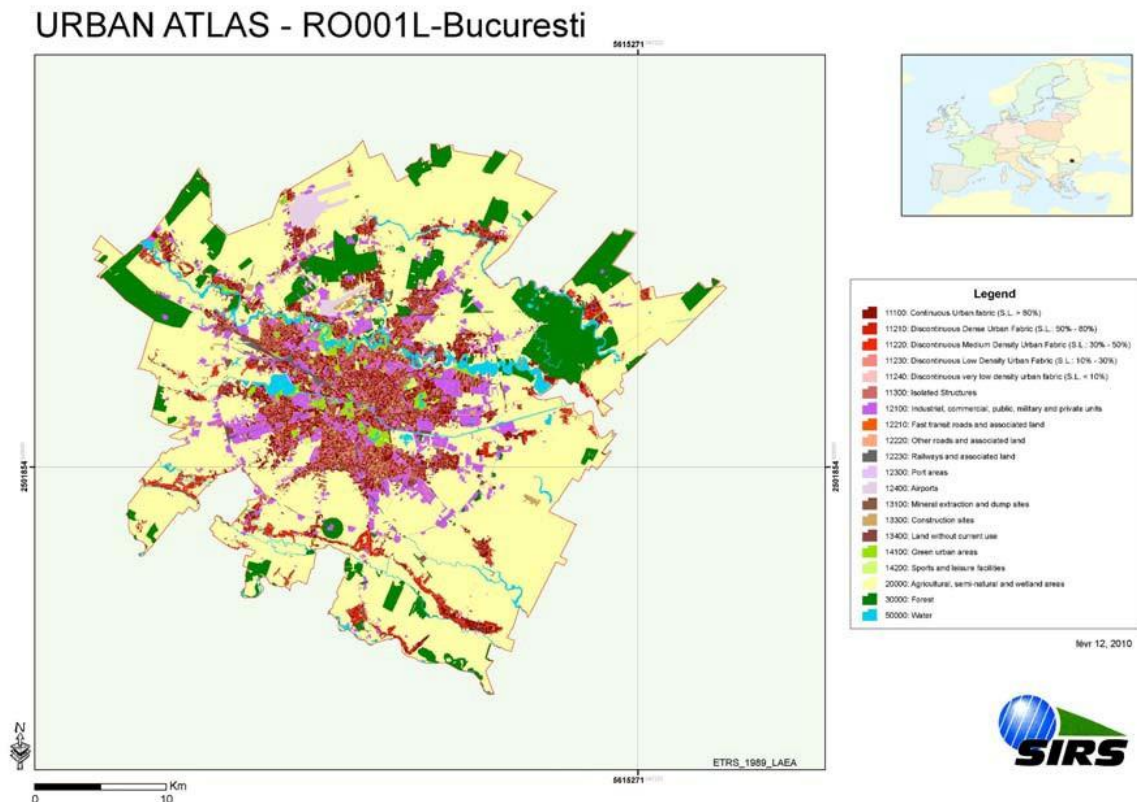 URBAN ATLAS - RO001L-Bucuresti
5615271
2501854
2501854
Legend
11100: Continuous Urban fabric (S.L. > 80%)
11210: Discontinuous Dense Urban Fabric (S.L.: 50% - 80%)
11220: Discontinuous Medium Density Urban Fabric (S.L.: 30% - 50%)
11230: Discontinuous Low Density Urban Fabric (S.L.: 10% - 30%)
11240: Discontinuous very low density urban fabric (S.L. < 10%)
11300: Isolated Structures
12100: Industrial, commercial, public, military and private units
12210: Fast transit roads and associated land
12220: Other roads and associated land
12230: Railways and associated land
12300: Port areas
12400: Airports
13100: Mineral extraction and dump sites
13300: Construction sites
13400: Land without current use
14100: Green urban areas
14200: Sports and leisure facilities
20000: Agricultural, semi-natural and wetland areas
30000: Forest
50000: Water
févr 12, 2010
SIRS
N
ETRS_1989_LAEA
5615271
Km
0 10